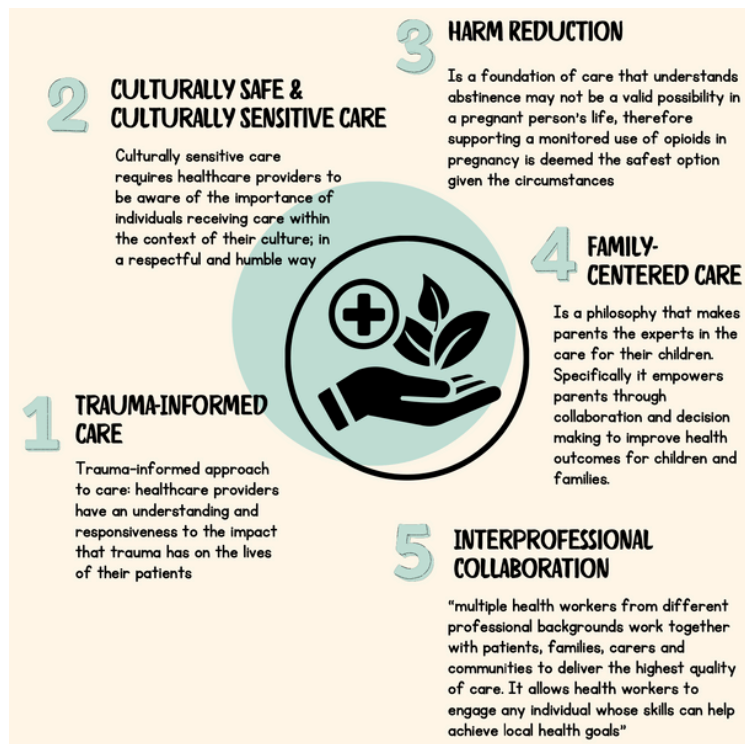 1
TRAUMA-INFORMED
CARE
Trauma-informed approach
to care: healthcare providers
have an understanding and
responsiveness to the impact
that trauma has on the lives
of their patients
2
CULTURALLY SAFE &
CULTURALLY SENSITIVE CARE
Culturally sensitive care
requires healthcare providers to
be aware of the importance of
individuals receiving care within
the context of their culture; in
a respectful and humble way
3
HARM REDUCTION
Is a foundation of care that understands
abstinence may not be a valid possibility in
a pregnant person's life, therefore
supporting a monitored use of opioids in
pregnancy is deemed the safest option
given the circumstances
4
FAMILY-
CENTERED CARE
Is a philosophy that makes
parents the experts in the
care for their children.
Specifically it empowers
parents through
collaboration and decision
making to improve health
outcomes for children and
families.
5
INTERPROFESSIONAL
COLLABORATION
"multiple health workers from different
professional backgrounds work together
with patients, families, carers and
communities to deliver the highest quality
of care. It allows health workers to
engage any individual whose skills can help
achieve local health goals"